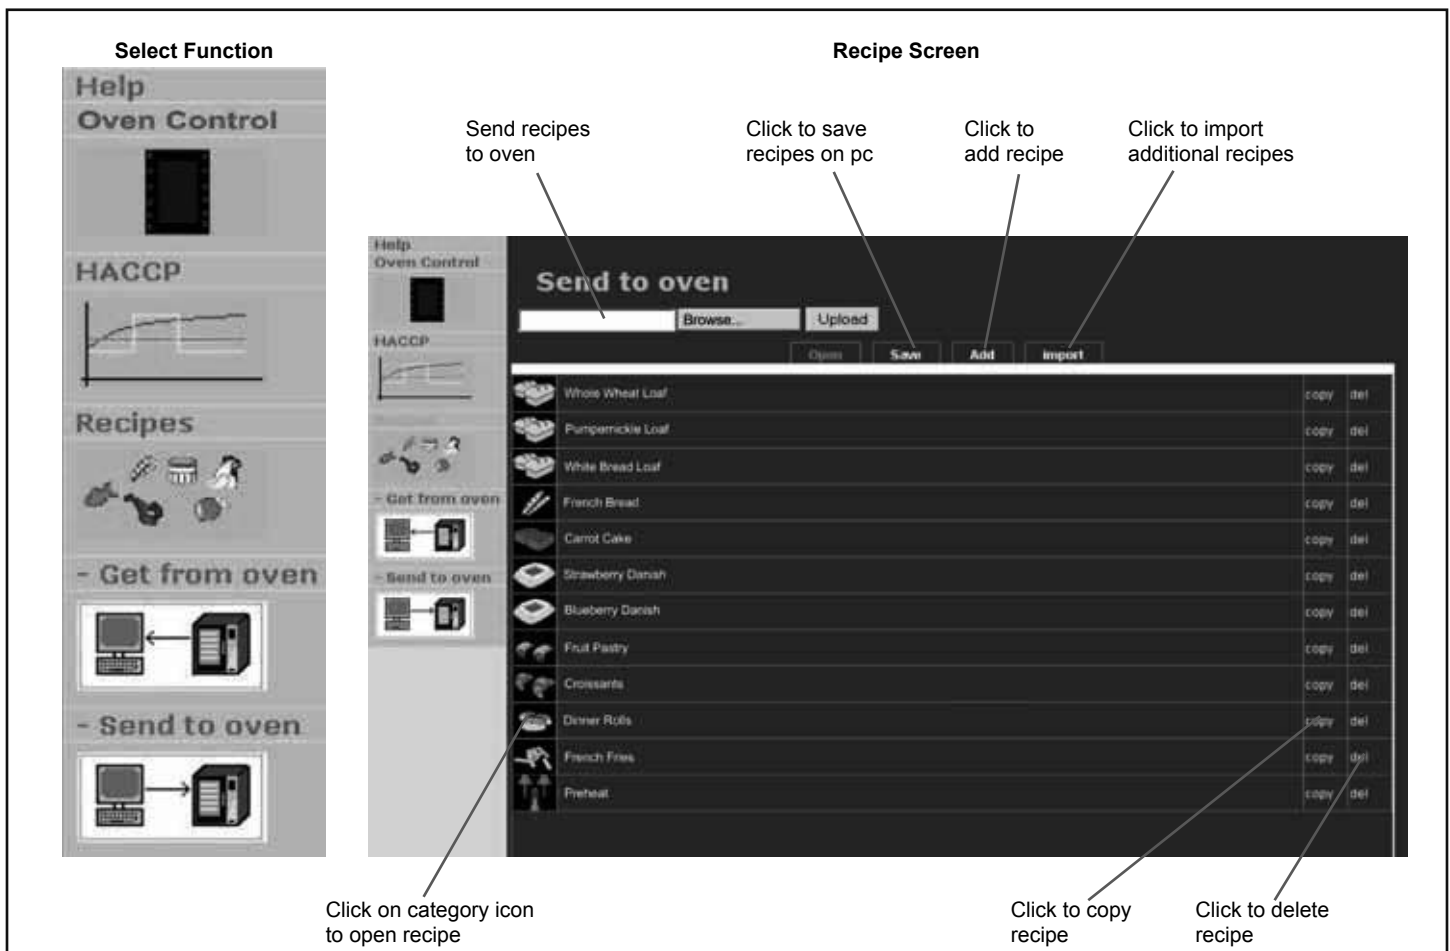 Select Function
Recipe Screen
Help
Oven Control
HACCP
Recipes
- Get from oven
- Send to oven
Send recipes
to oven
Click to save
recipes on pc
Click to
add recipe
Click to import
additional recipes
Help
Oven Control
HACCP
- Get from oven
- Send to oven
Send to oven
Browse... Upload
Open Save Add import
Whole Wheat Loaf copy del
Pumpernickle Loaf copy del
White Bread Loaf copy del
French Bread copy del
Carrot Cake copy del
Strawberry Danish copy del
Blueberry Danish copy del
Fruit Pastry copy del
Croissants copy del
Dinner Rolls copy del
French Fries copy del
Preheat copy del
Click on category icon
to open recipe
Click to copy
recipe
Click to delete
recipe